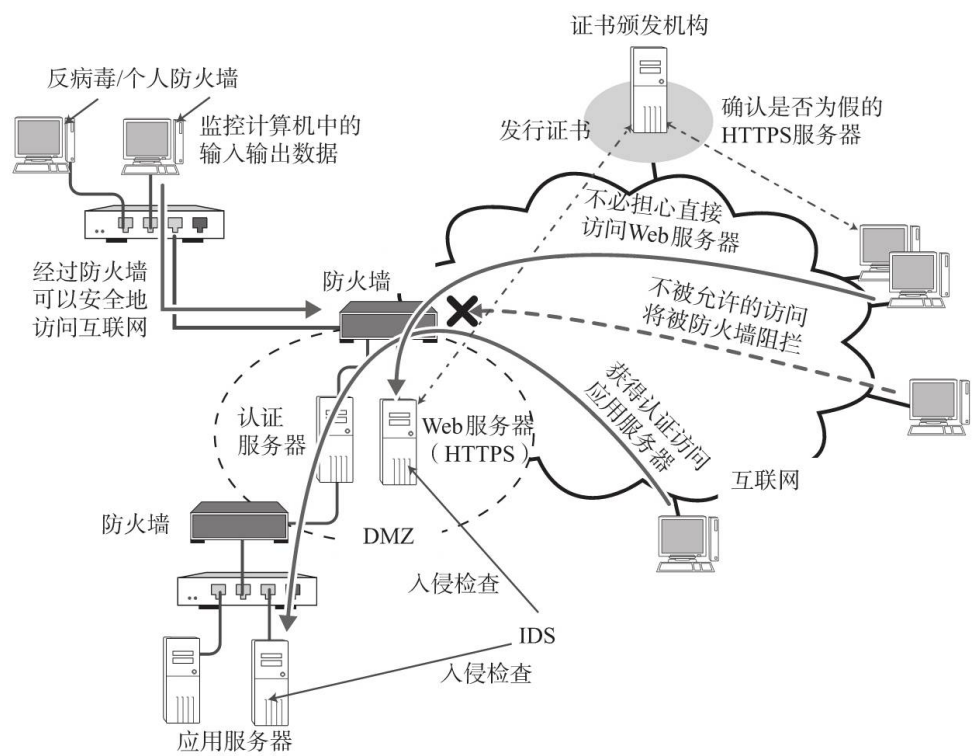 证书颁发机构
反病毒/个人防火墙
监控计算机中的
输入输出数据
发行证书
确认是否为假的
HTTPS服务器
不必担心直接
访问Web服务器
经过防火墙
可以安全地
访问互联网
防火墙
不被允许的访问
将被防火墙阻拦
认证
服务器
Web服务器
（HTTPS）
获得认证访问
应用服务器
互联网
防火墙
DMZ
入侵检查
IDS
入侵检查
应用服务器